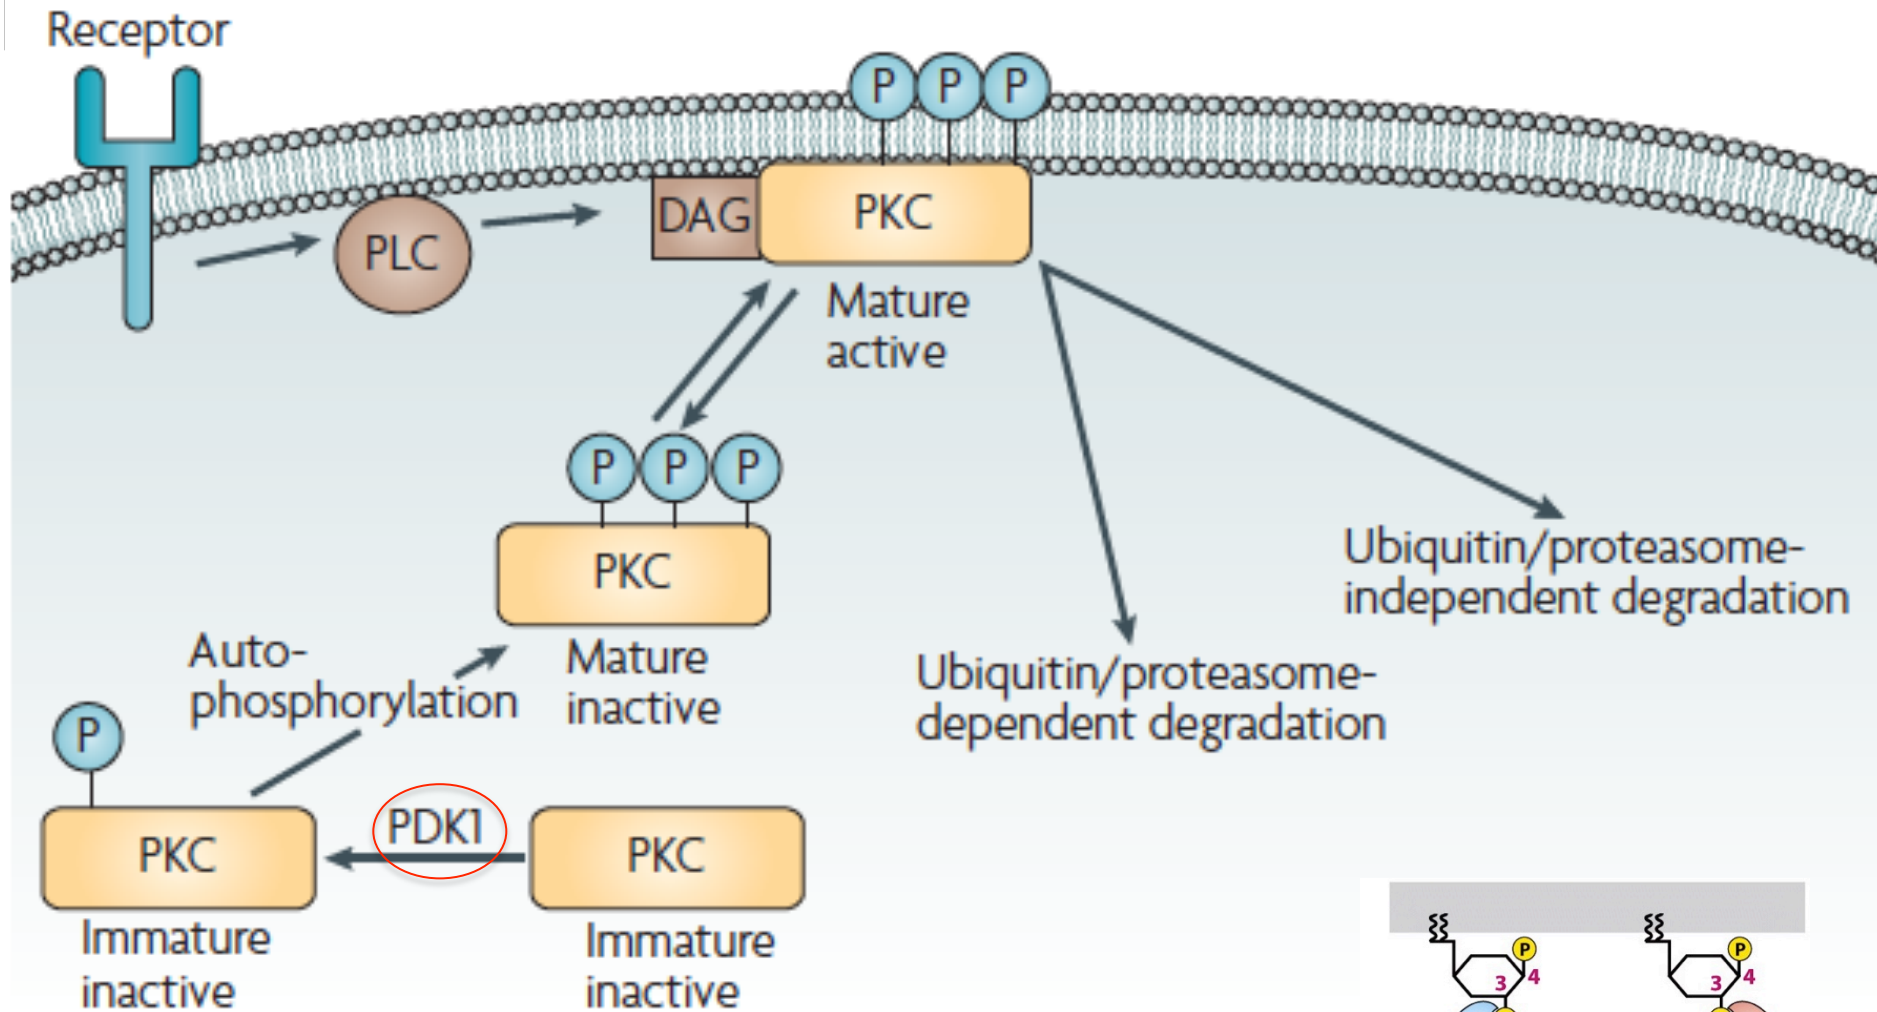 Receptor
P P P
PLC
DAG
PKC
Mature
active
P P P
PKC
Mature
inactive
Auto-
phosphorylation
Ubiquitin/proteasome-
independent degradation
Ubiquitin/proteasome-
dependent degradation
P
PKC
PDK1
PKC
Immature
inactive
Immature
inactive
P
3 4
P
3 4